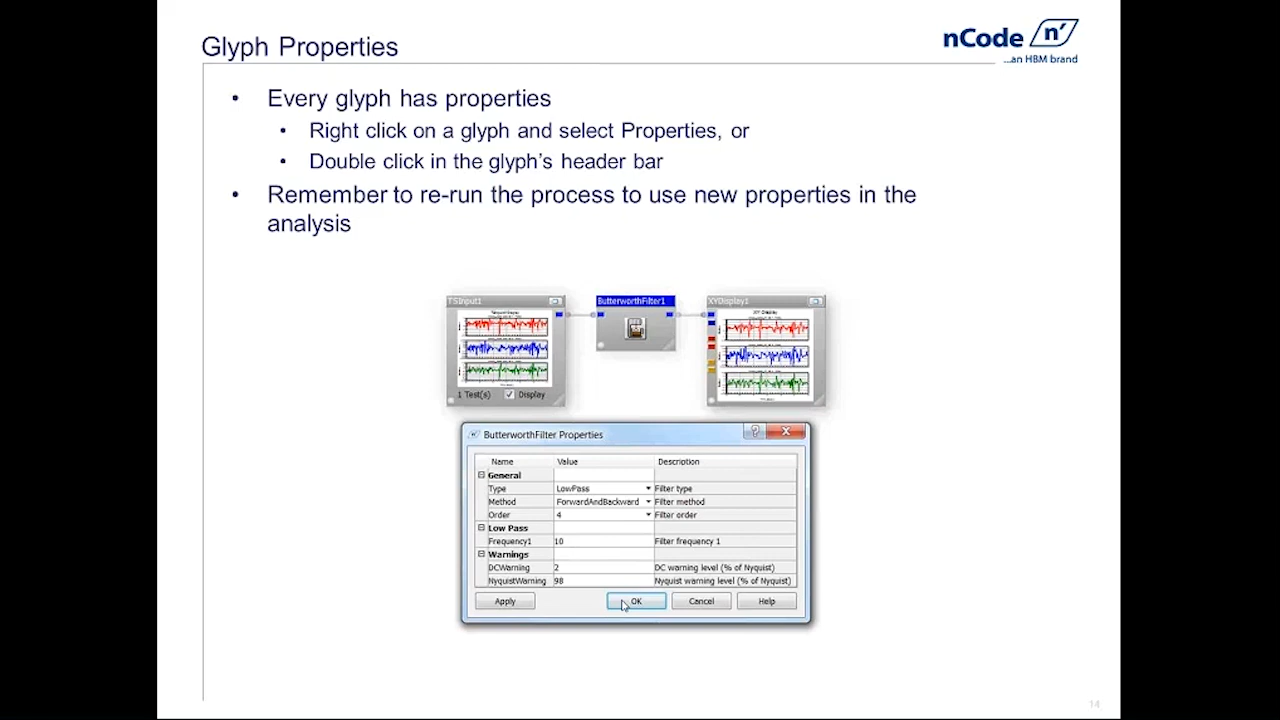 Glyph Properties
nCode n'
...an HBM brand
• Every glyph has properties
• Right click on a glyph and select Properties, or
• Double click in the glyph's header bar
• Remember to re-run the process to use new properties in the
analysis
TSInput1
ButterworthFilter1
XYDisplay1
XY Display
1 Test(s) Display
ButterworthFilter Properties
Name Value Description
General
Type LowPass Filter type
Method ForwardAndBackward Filter method
Order 4 Filter order
Low Pass
Frequency1 10 Filter frequency 1
Warnings
DCWarning 2 DC warning level (% of Nyquist)
NyquistWarning 98 Nyquist warning level (% of Nyquist)
Apply OK Cancel Help
14